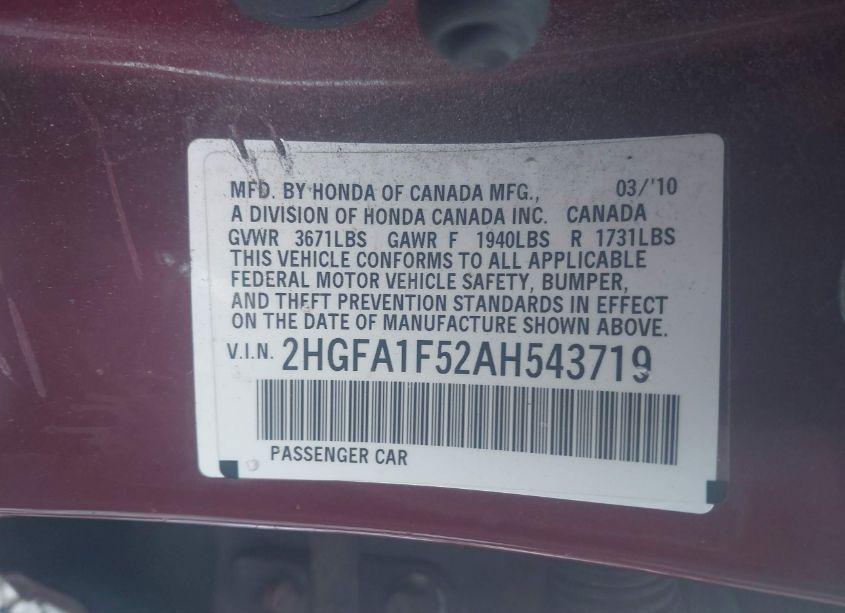 MFD. BY HONDA OF CANADA MFG., 03/'10
A DIVISION OF HONDA CANADA INC. CANADA
GVWR 3671LBS GAWR F 1940LBS R 1731LBS
THIS VEHICLE CONFORMS TO ALL APPLICABLE
FEDERAL MOTOR VEHICLE SAFETY, BUMPER,
AND THEFT PREVENTION STANDARDS IN EFFECT
ON THE DATE OF MANUFACTURE SHOWN ABOVE.
V.I.N. 2HGFA1F52AH543719
PASSENGER CAR